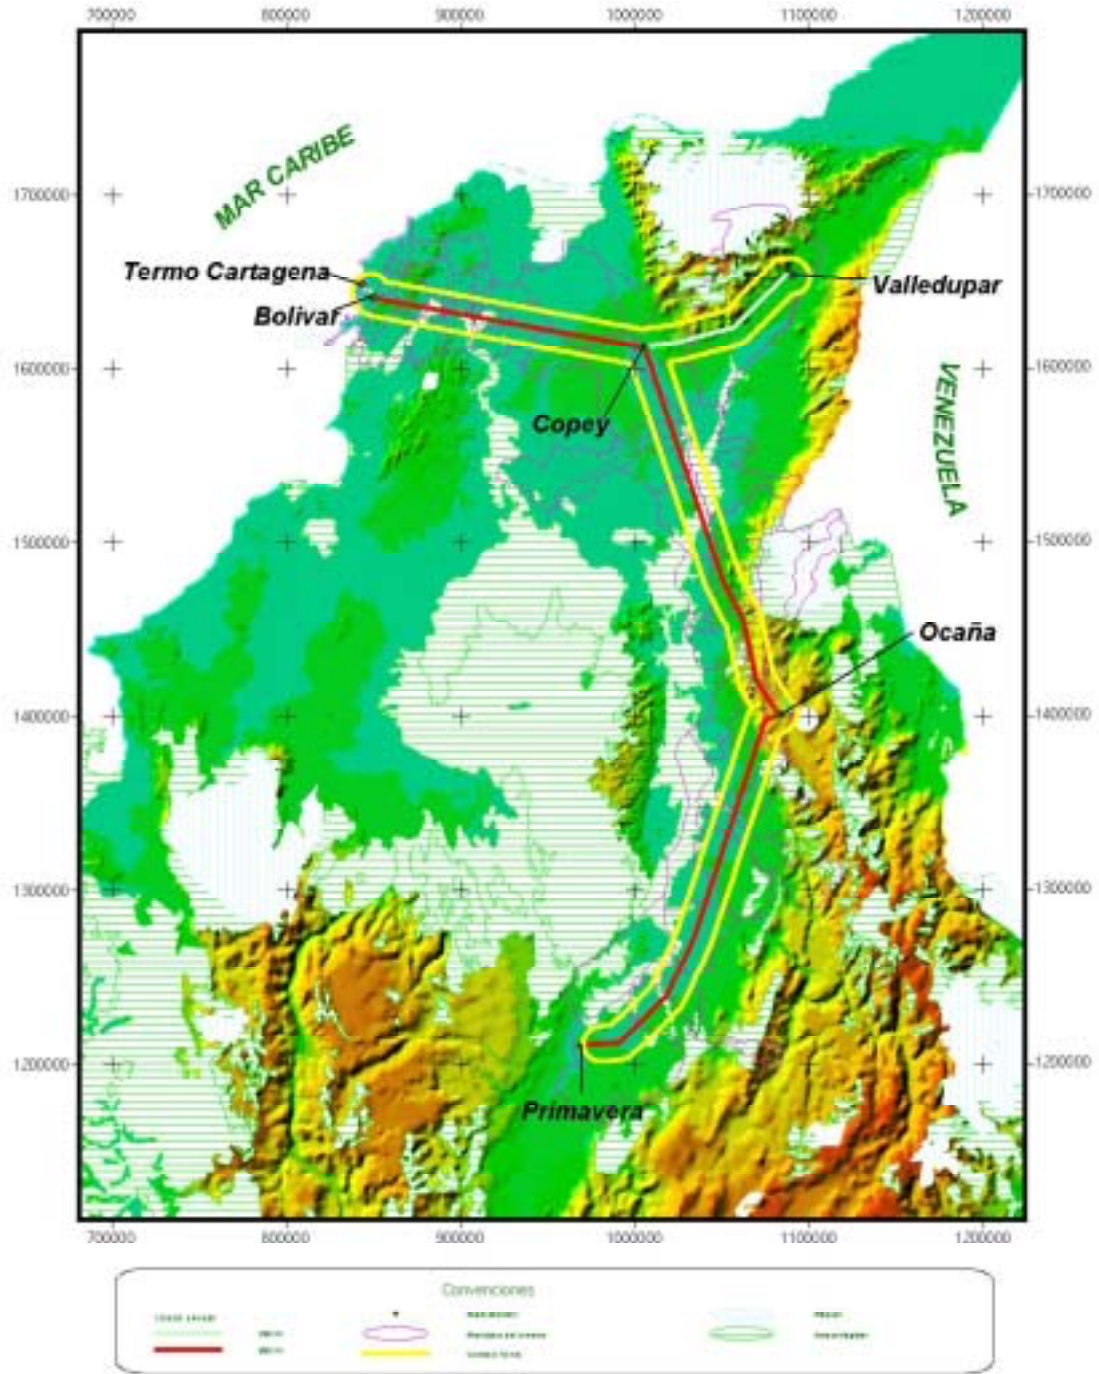 700000 800000 900000 1000000 1100000 1200000
MAR CARIBE
1700000 1700000
Termo Cartagena
Valledupar
Bolivar
1600000 1600000
VENEZUELA
Copey
1500000 1500000
Ocaña
1400000 1400000
1300000 1300000
1200000 1200000
Primavera
700000 800000 900000 1000000 1100000 1200000
Convenciones